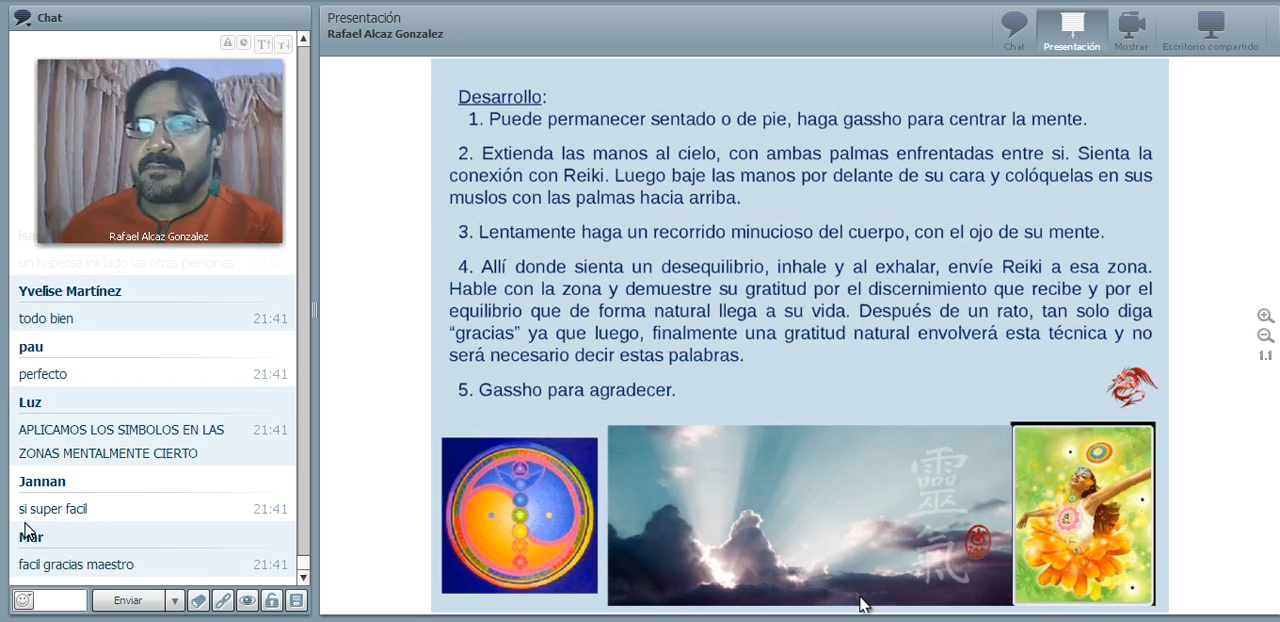 Chat
Rafael Alcaz Gonzalez
sin haberse iniciado las otras personas
Yvelise Martínez
todo bien 21:41
pau
perfecto 21:41
Luz
APLICAMOS LOS SIMBOLOS EN LAS 21:41
ZONAS MENTALMENTE CIERTO
Jannan
si super facil 21:41
Mar
facil gracias maestro 21:41
Enviar
Presentación
Rafael Alcaz Gonzalez
Chat
Presentación
Mostrar
Escritorio compartido
Desarrollo:
1. Puede permanecer sentado o de pie, haga gassho para centrar la mente.
2. Extienda las manos al cielo, con ambas palmas enfrentadas entre si. Sienta la
conexión con Reiki. Luego baje las manos por delante de su cara y colóquelas en sus
muslos con las palmas hacia arriba.
3. Lentamente haga un recorrido minucioso del cuerpo, con el ojo de su mente.
4. Allí donde sienta un desequilibrio, inhale y al exhalar, envíe Reiki a esa zona.
Hable con la zona y demuestre su gratitud por el discernimiento que recibe y por el
equilibrio que de forma natural llega a su vida. Después de un rato, tan solo diga
“gracias” ya que luego, finalmente una gratitud natural envolverá esta técnica y no
será necesario decir estas palabras.
5. Gassho para agradecer.
靈
氣
1.1